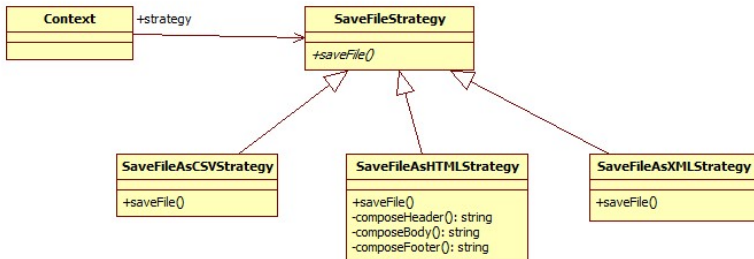 Context
+strategy
SaveFileStrategy
+saveFile()
SaveFileAsCSVStrategy
+saveFile()
SaveFileAsHTMLStrategy
+saveFile()
-composeHeader(): string
-composeBody(): string
-composeFooter(): string
SaveFileAsXMLStrategy
+saveFile()